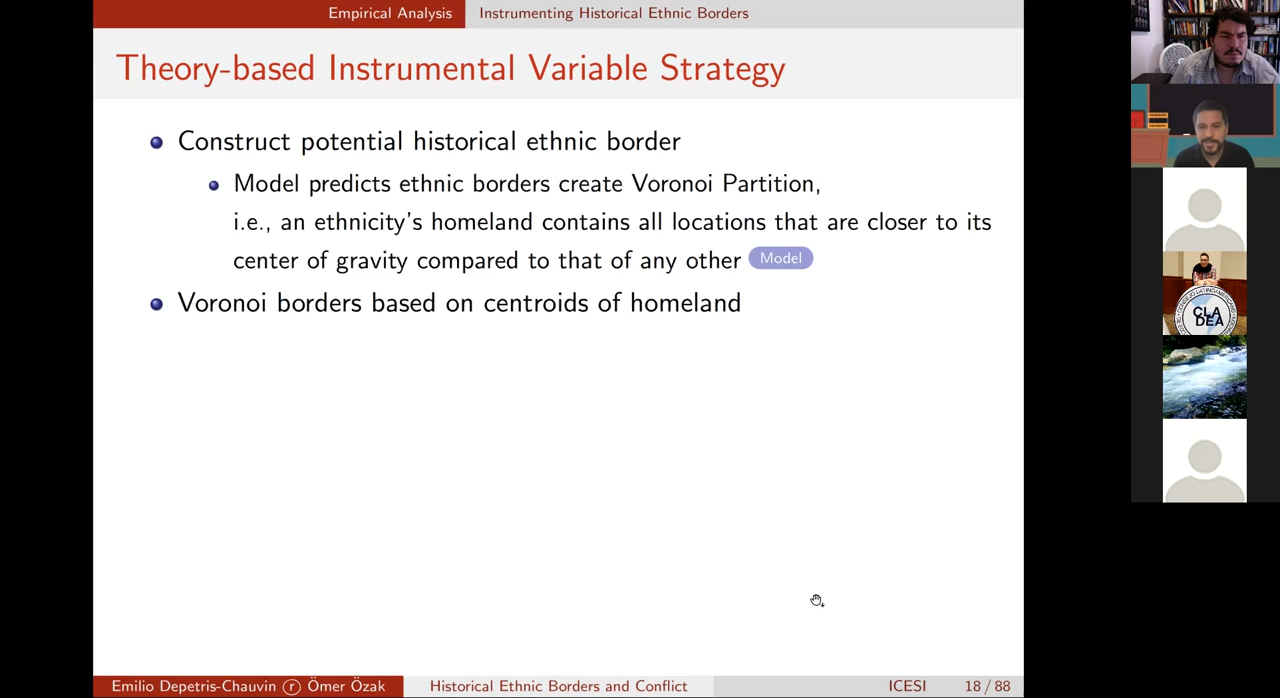 Empirical Analysis
Instrumenting Historical Ethnic Borders
Theory-based Instrumental Variable Strategy
Construct potential historical ethnic border
Model predicts ethnic borders create Voronoi Partition,
i.e., an ethnicity's homeland contains all locations that are closer to its
center of gravity compared to that of any other Model
Voronoi borders based on centroids of homeland
CLA
DEA
Emilio Depetris-Chauvin ⓡ Ömer Özak
Historical Ethnic Borders and Conflict
ICESI
18 / 88